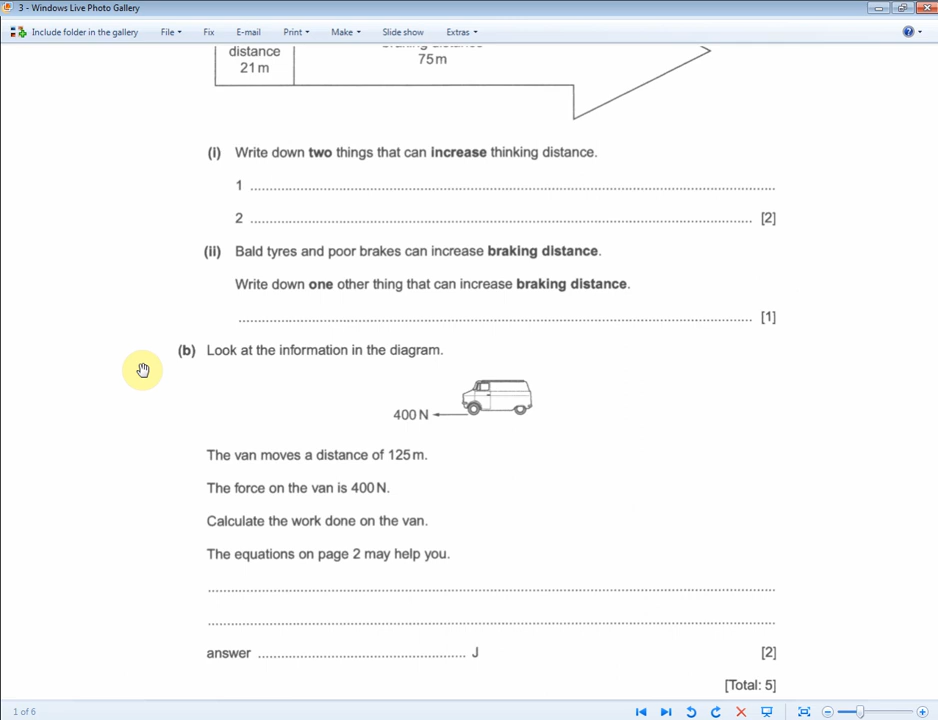 3 - Windows Live Photo Gallery
Include folder in the gallery File Fix E-mail Print Make Slide show Extras
distance
21 m
braking distance
75 m
(i) Write down two things that can increase thinking distance.
1 ........................................
2 ........................................ [2]
(ii) Bald tyres and poor brakes can increase braking distance.
Write down one other thing that can increase braking distance.
........................................ [1]
(b) Look at the information in the diagram.
400 N
The van moves a distance of 125 m.
The force on the van is 400 N.
Calculate the work done on the van.
The equations on page 2 may help you.
........................................
........................................
answer ........................................ J [2]
[Total: 5]
1 of 6